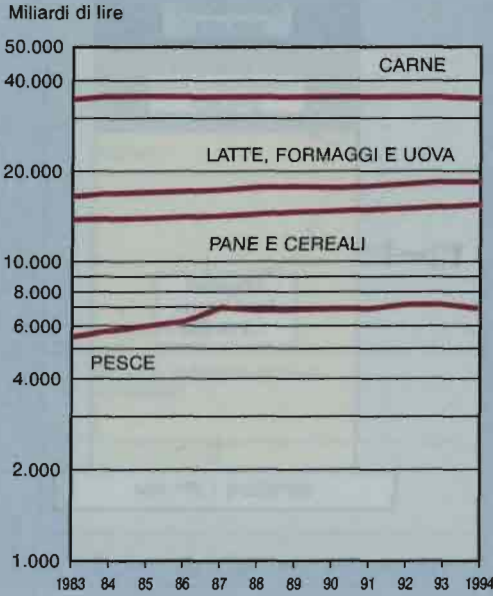 Miliardi di lire
50.000
40.000
CARNE
LATTE, FORMAGGI E UOVA
20.000
PANE E CEREALI
10.000
8.000
6.000
PESCE
4.000
2.000
1.000
1983 84 85 86 87 88 89 90 91 92 93 1994